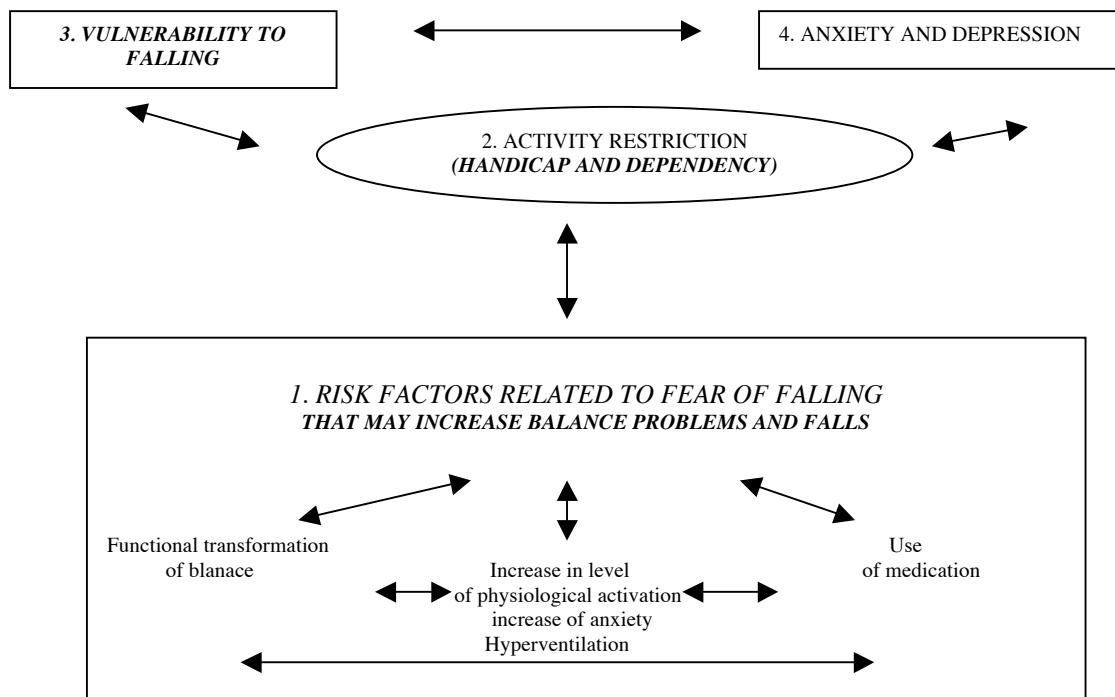 3. VULNERABILITY TO
FALLING
4. ANXIETY AND DEPRESSION
2. ACTIVITY RESTRICTION
(HANDICAP AND DEPENDENCY)
1. RISK FACTORS RELATED TO FEAR OF FALLING
THAT MAY INCREASE BALANCE PROBLEMS AND FALLS
Functional transformation
of blanace
Increase in level
of physiological activation
increase of anxiety
Hyperventilation
Use
of medication